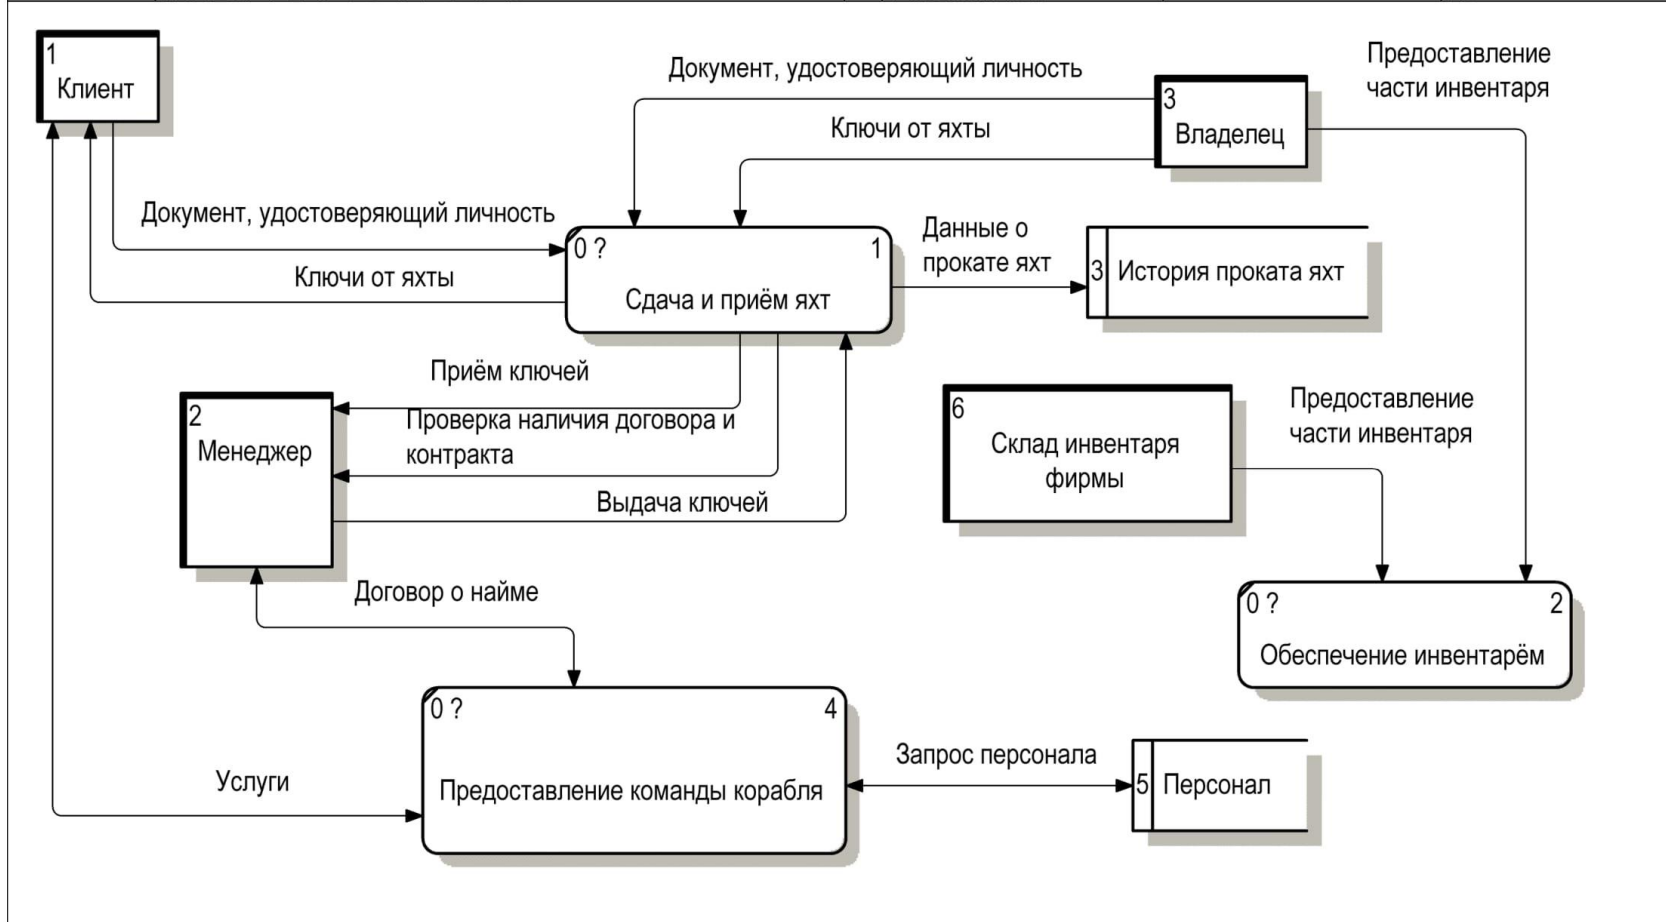 1
Клиент
Документ, удостоверяющий личность
Ключи от яхты
3
Владелец
Предоставление
части инвентаря
Документ, удостоверяющий личность
Ключи от яхты
0 ?
1
Сдача и приём яхт
Данные о
прокате яхт
3
История проката яхт
Приём ключей
Проверка наличия договора и
контракта
Выдача ключей
2
Менеджер
6
Склад инвентаря
фирмы
Предоставление
части инвентаря
Договор о найме
0 ?
2
Обеспечение инвентарём
0 ?
4
Предоставление команды корабля
Услуги
Запрос персонала
5
Персонал